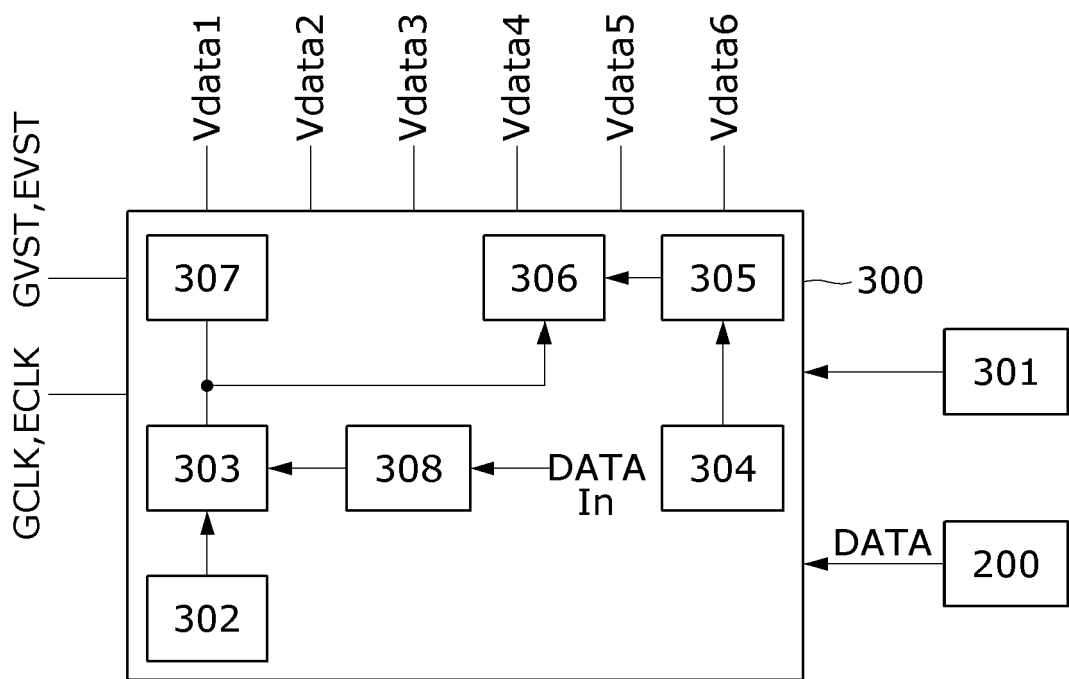 Vdata1
Vdata2
Vdata3
Vdata4
Vdata5
Vdata6
GVST,EVST
GCLK,ECLK
307
306
305
300
301
303
308
DATA
In
304
DATA
200
302